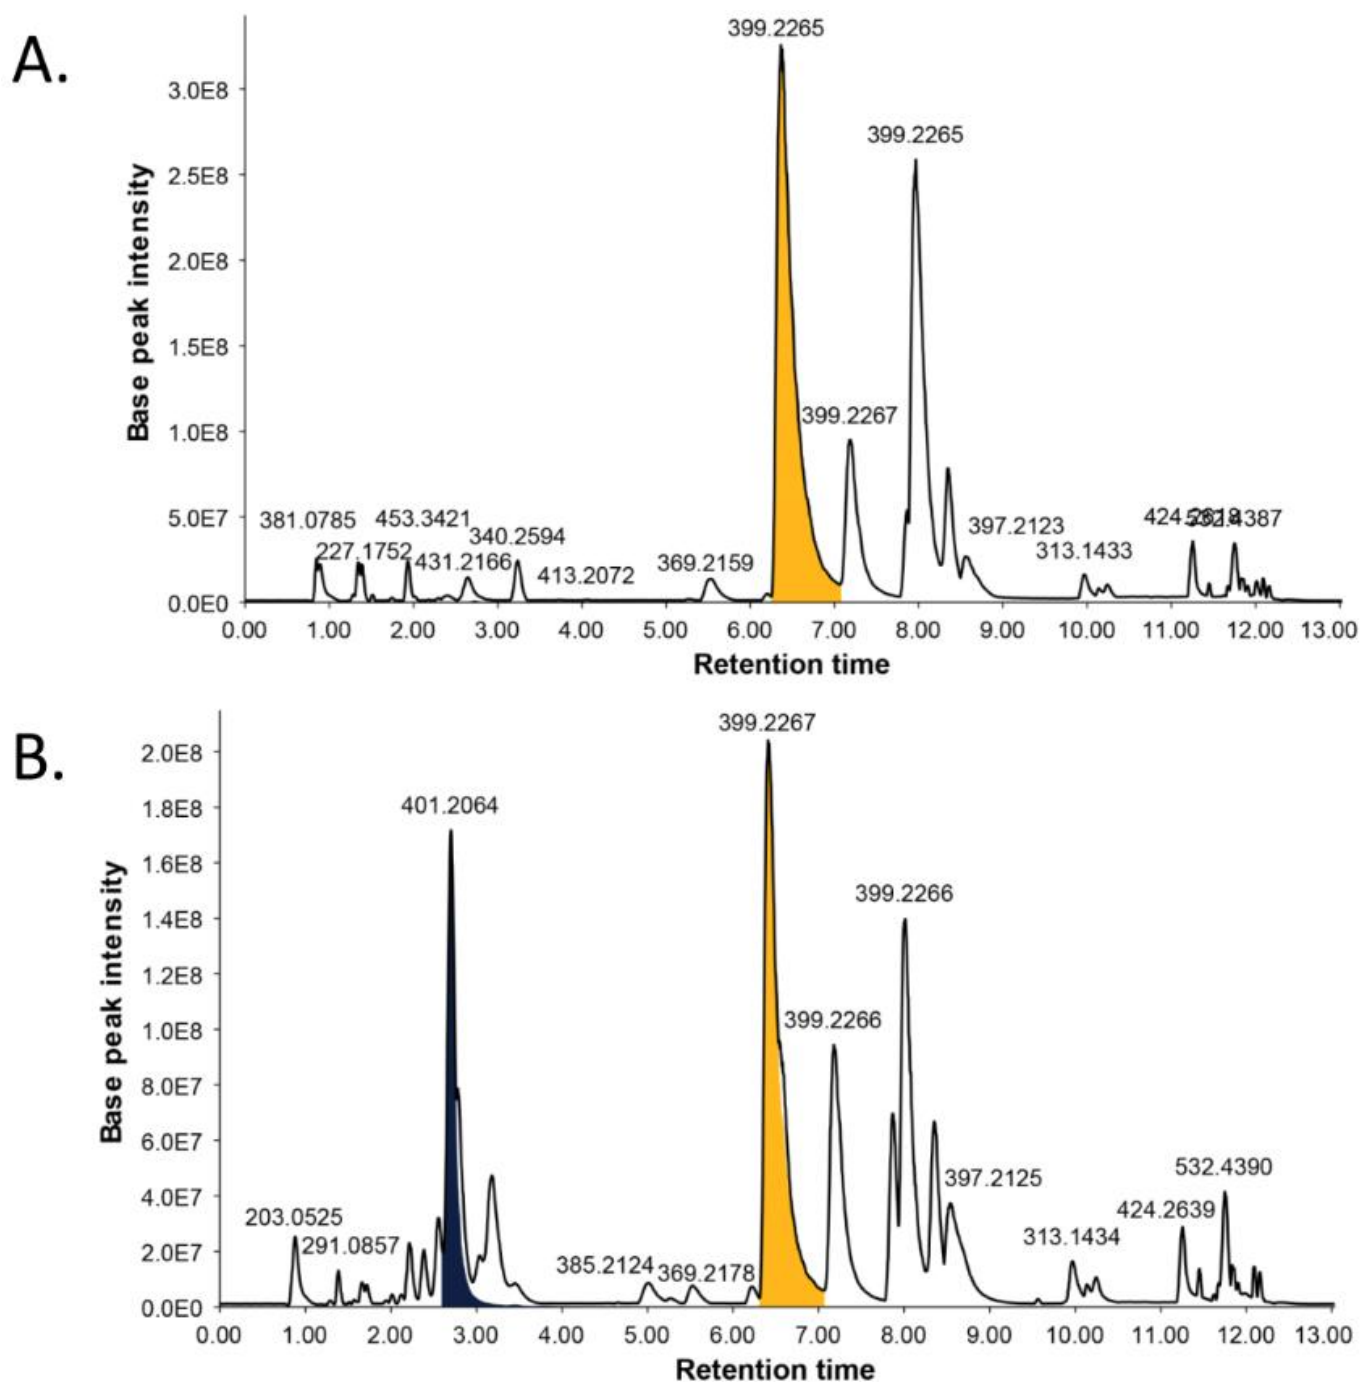 A.
399.2265
3.0E8
399.2265
2.5E8
2.0E8
1.5E8
Base peak intensity
1.0E8
399.2267
5.0E7
381.0785
453.3421
340.2594
227.1752
431.2166
413.2072
369.2159
397.2123
313.1433
424.2618
532.4387
0.0E0
0.00 1.00 2.00 3.00 4.00 5.00 6.00 7.00 8.00 9.00 10.00 11.00 12.00 13.00
Retention time
B.
399.2267
2.0E8
401.2064
1.8E8
1.6E8
399.2266
1.4E8
1.2E8
Base peak intensity
399.2266
1.0E8
8.0E7
6.0E7
532.4390
4.0E7
397.2125
424.2639
203.0525
291.0857
313.1434
2.0E7
385.2124
369.2178
0.0E0
0.00 1.00 2.00 3.00 4.00 5.00 6.00 7.00 8.00 9.00 10.00 11.00 12.00 13.00
Retention time